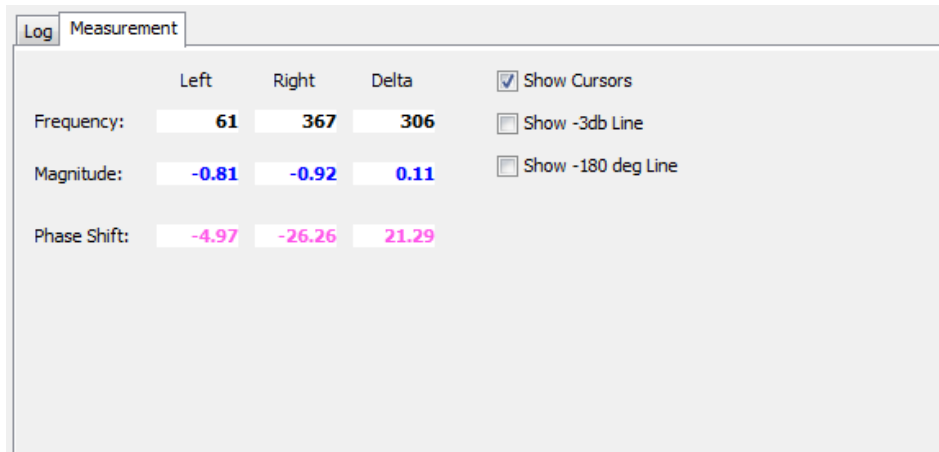 Log Measurement
Left Right Delta Show Cursors
Frequency: 61 367 306 Show -3db Line
Magnitude: -0.81 -0.92 0.11 Show -180 deg Line
Phase Shift: -4.97 -26.26 21.29